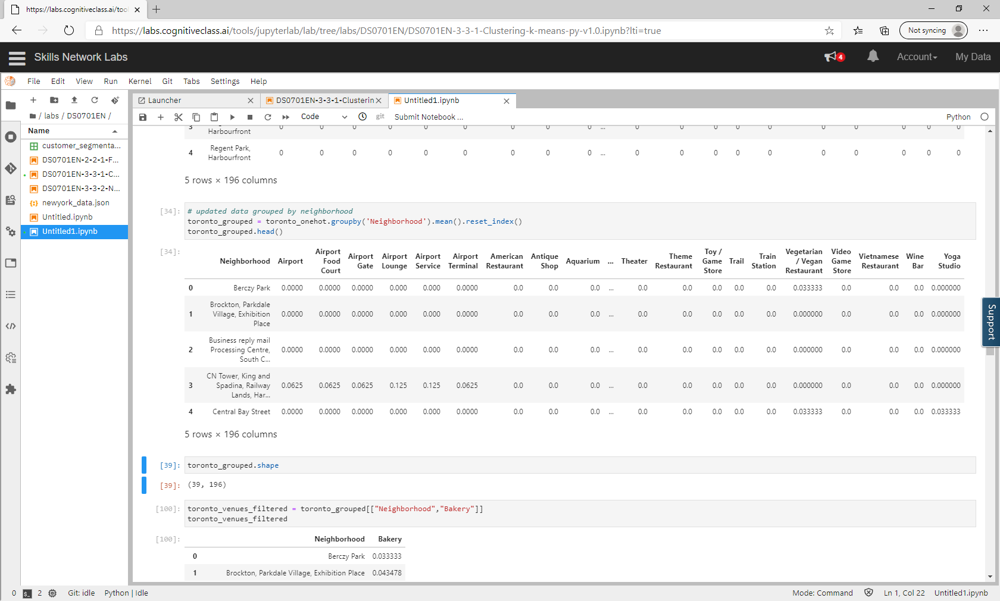 https://labs.cognitiveclass.ai/too
https://labs.cognitiveclass.ai/tools/jupyterlab/lab/tree/labs/DS0701EN/DS0701EN-3-3-1-Clustering-k-means-py-v1.0.ipynb?lti=true
Not syncing
Skills Network Labs
4
Account
My Data
File Edit View Run Kernel Git Tabs Settings Help
Launcher
DS0701EN-3-3-1-Clusterin
Untitled1.ipynb
/ labs / DS0701EN /
Code
git
Submit Notebook ...
Python
Name
customer_segmenta...
DS0701EN-2-2-1-F...
DS0701EN-3-3-1-C...
DS0701EN-3-3-2-N...
newyork_data.json
Untitled.ipynb
Untitled1.ipynb
3 Harbourfront 0 0 0 0 0 0 0 0 0 ... 0 0 0 0 0 0 0 0 0 0
4 Regent Park, Harbourfront 0 0 0 0 0 0 0 0 0 ... 0 0 0 0 0 0 0 0 0 0
5 rows × 196 columns
[34]: # updated data grouped by neighborhood
toronto_grouped = toronto_onehot.groupby('Neighborhood').mean().reset_index()
toronto_grouped.head()
[34]:
Neighborhood Airport Airport Food Court Airport Gate Airport Lounge Airport Service Airport Terminal American Restaurant Antique Shop Aquarium ... Theater Theme Restaurant Toy / Game Store Trail Train Station Vegetarian / Vegan Restaurant Video Game Store Vietnamese Restaurant Wine Bar Yoga Studio
0 Berczy Park 0.0000 0.0000 0.0000 0.000 0.000 0.0000 0.0 0.0 0.0 ... 0.0 0.0 0.0 0.0 0.0 0.033333 0.0 0.0 0.0 0.000000
1 Brockton, Parkdale Village, Exhibition Place 0.0000 0.0000 0.0000 0.000 0.000 0.0000 0.0 0.0 0.0 ... 0.0 0.0 0.0 0.0 0.0 0.000000 0.0 0.0 0.0 0.000000
2 Business reply mail Processing Centre, South C... 0.0000 0.0000 0.0000 0.000 0.000 0.0000 0.0 0.0 0.0 ... 0.0 0.0 0.0 0.0 0.0 0.000000 0.0 0.0 0.0 0.000000
3 CN Tower, King and Spadina, Railway Lands, Har... 0.0625 0.0625 0.0625 0.125 0.125 0.0625 0.0 0.0 0.0 ... 0.0 0.0 0.0 0.0 0.0 0.000000 0.0 0.0 0.0 0.000000
4 Central Bay Street 0.0000 0.0000 0.0000 0.000 0.000 0.0000 0.0 0.0 0.0 ... 0.0 0.0 0.0 0.0 0.0 0.033333 0.0 0.0 0.0 0.033333
5 rows × 196 columns
[39]: toronto_grouped.shape
[39]: (39, 196)
[100]: toronto_venues_filtered = toronto_grouped[["Neighborhood","Bakery"]]
toronto_venues_filtered
[100]:
Neighborhood Bakery
0 Berczy Park 0.033333
1 Brockton, Parkdale Village, Exhibition Place 0.043478
Support
0 2 Git: idle Python | Idle
Mode: Command Ln 1, Col 22 Untitled1.ipynb